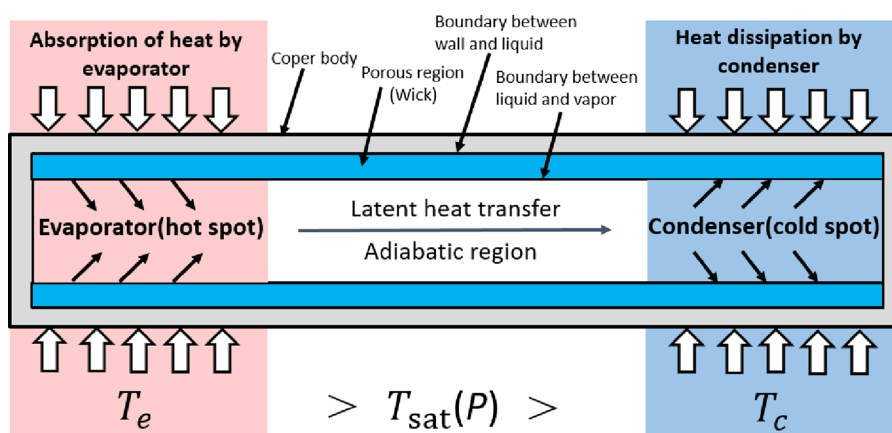 Absorption of heat by
evaporator
Coper body
Porous region
(Wick)
Boundary between
wall and liquid
Boundary between
liquid and vapor
Heat dissipation by
condenser
Evaporator(hot spot)
Latent heat transfer
Adiabatic region
Condenser(cold spot)
Te > Tsat(P) > Tc